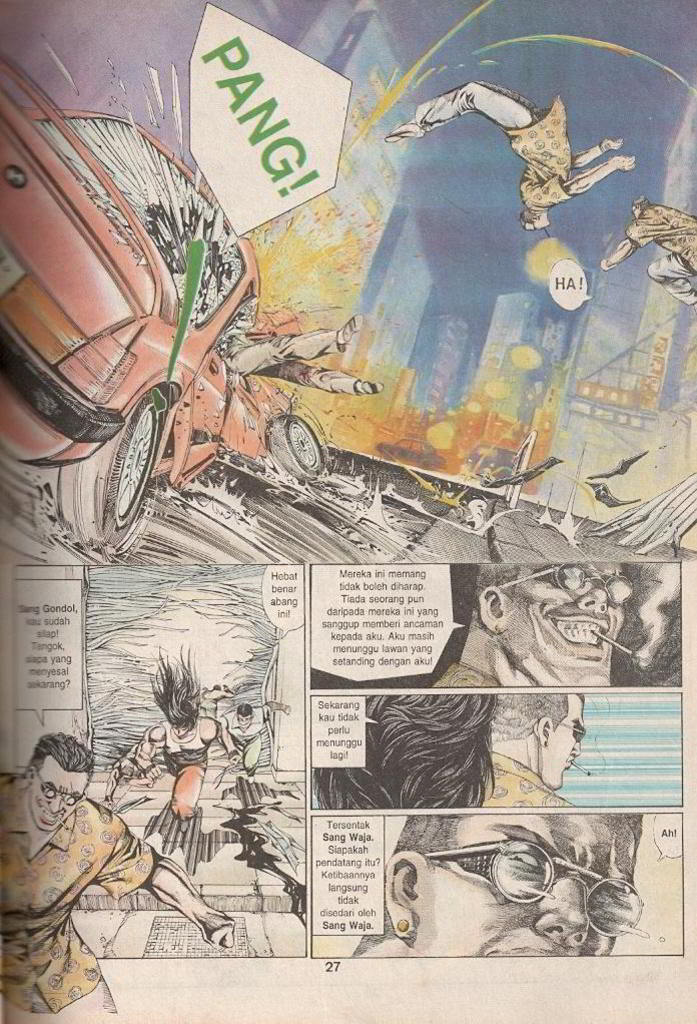 PANG!
HA!
Sang Gondol,
kau sudah
silap!
Tengok,
siapa yang
menyesal
sekarang?
Hebat
benar
abang
ini!
Mereka ini memang
tidak boleh diharap.
Tiada seorang pun
daripada mereka ini yang
sanggup memberi ancaman
kepada aku. Aku masih
menunggu lawan yang
setanding dengan aku!
Sekarang
kau tidak
perlu
menunggu
lagi!
Tersentak
Sang Waja.
Siapakah
pendatang itu?
Ketibaannya
langsung
tidak
disedari oleh
Sang Waja.
Ah!
27